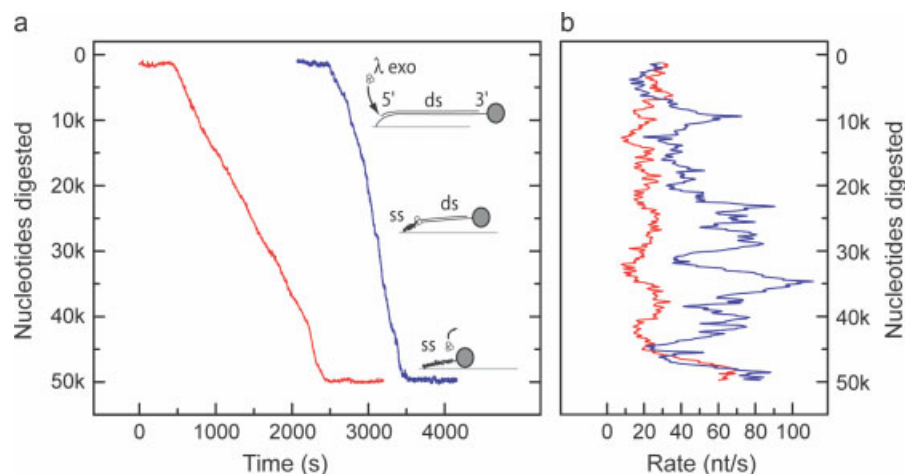 a
b
0
10k
20k
30k
40k
50k
Nucleotides digested
0
1000
2000
3000
4000
Time (s)
λ exo
5'
ds
3'
ss
ds
ss
0
20
40
60
80
100
Rate (nt/s)
0
10k
20k
30k
40k
50k
Nucleotides digested